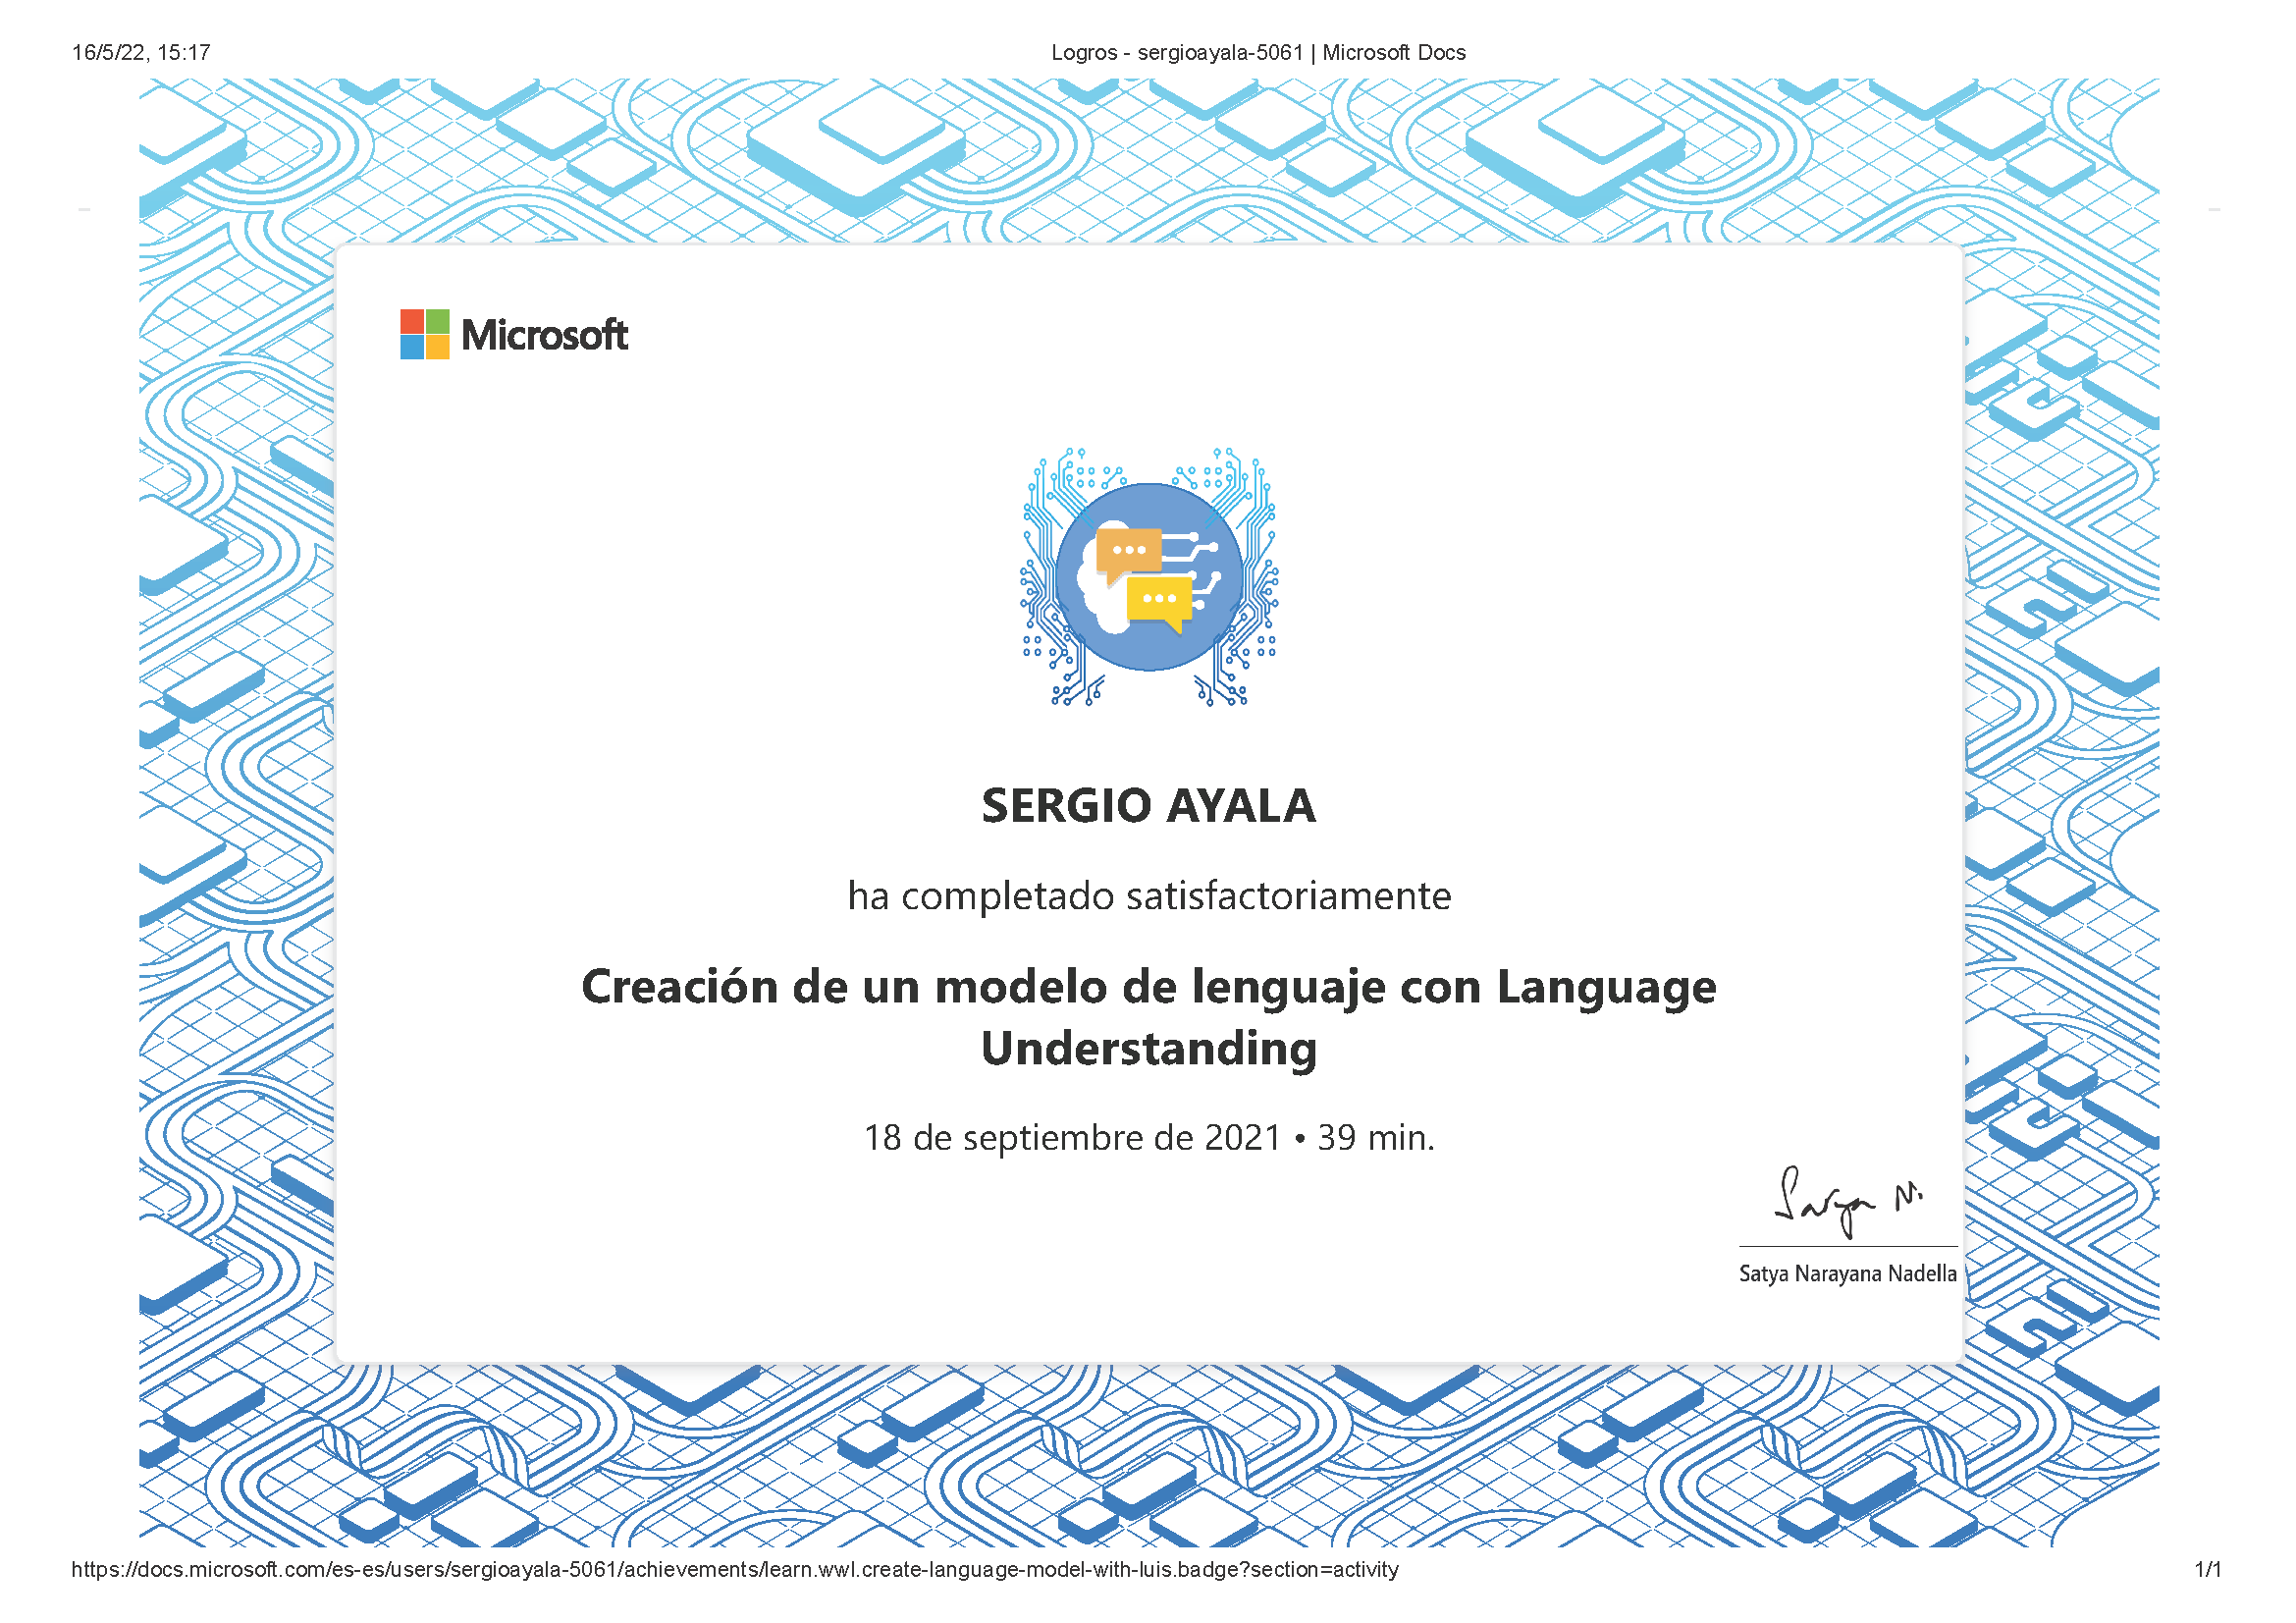 16/5/22, 15:17
Logros - sergioayala-5061 | Microsoft Docs
Microsoft
SERGIO AYALA
ha completado satisfactoriamente
Creación de un modelo de lenguaje con Language
Understanding
18 de septiembre de 2021 • 39 min.
Satya N.
Satya Narayana Nadella
https://docs.microsoft.com/es-es/users/sergioayala-5061/achievements/learn.wwl.create-language-model-with-luis.badge?section=activity
1/1